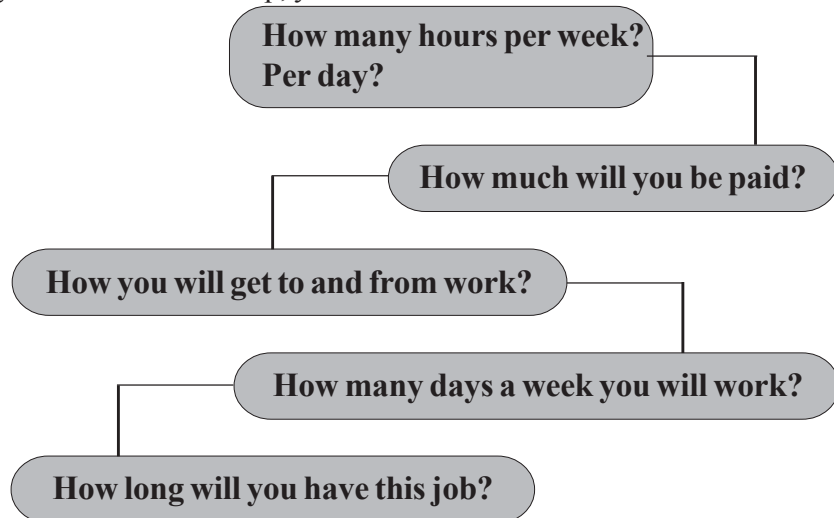 How many hours per week?
Per day?
How much will you be paid?
How you will get to and from work?
How many days a week you will work?
How long will you have this job?